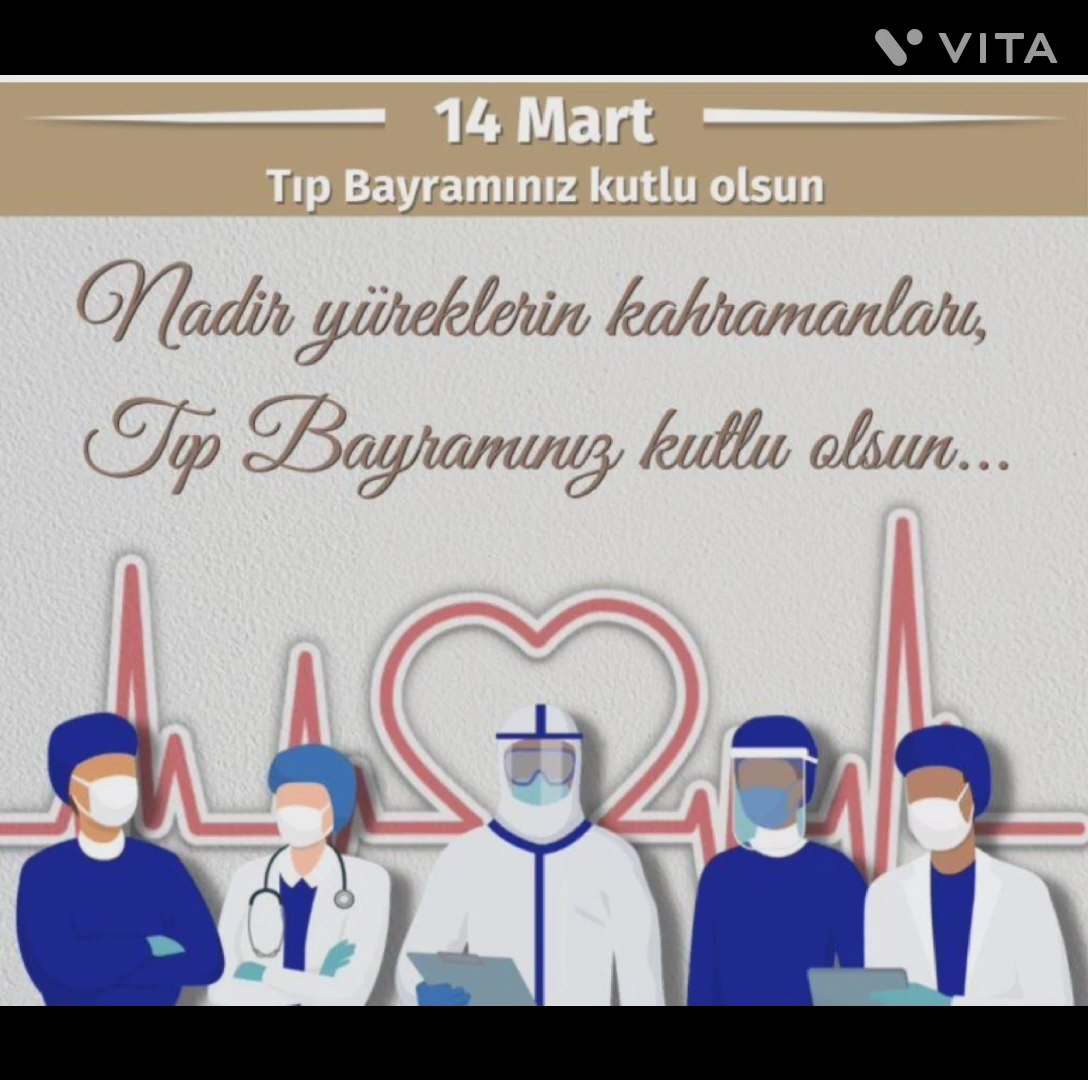 VITA
14 Mart
Tıp Bayramınız kutlu olsun
Nadir yüreklerin kahramanları,
Tıp Bayramınız kutlu olsun...